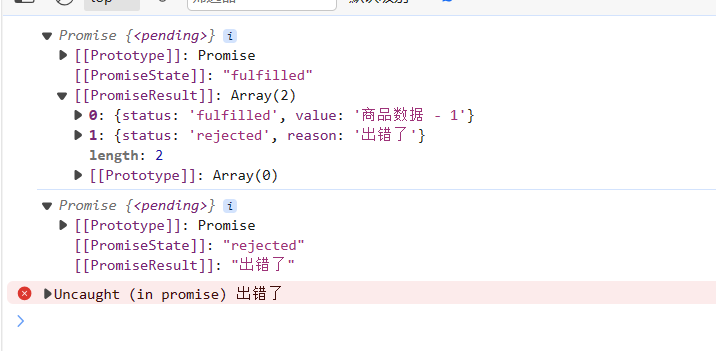 Promise {<pending>} i
[[Prototype]]: Promise
[[PromiseState]]: "fulfilled"
[[PromiseResult]]: Array(2)
0: {status: 'fulfilled', value: '商品数据 - 1'}
1: {status: 'rejected', reason: '出错了'}
length: 2
[[Prototype]]: Array(0)
Promise {<pending>} i
[[Prototype]]: Promise
[[PromiseState]]: "rejected"
[[PromiseResult]]: "出错了"
Uncaught (in promise) 出错了